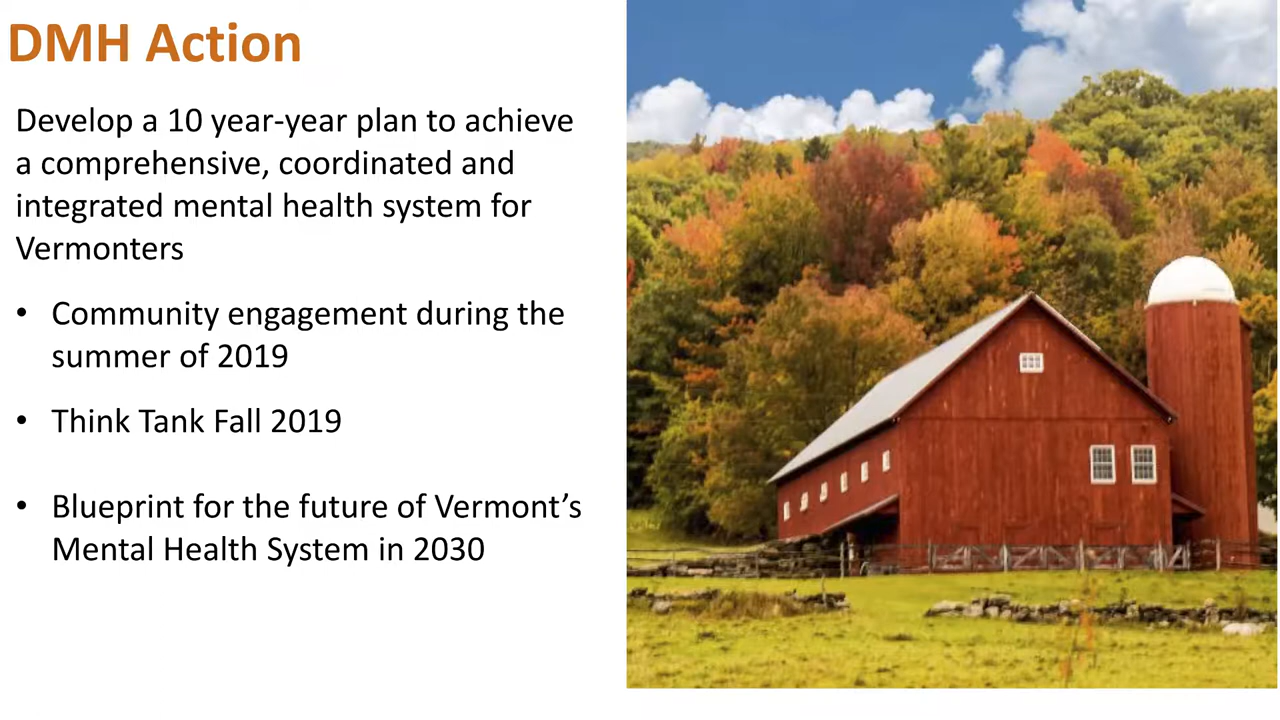 DMH Action
Develop a 10 year-year plan to achieve
a comprehensive, coordinated and
integrated mental health system for
Vermonters
• Community engagement during the
summer of 2019
• Think Tank Fall 2019
• Blueprint for the future of Vermont’s
Mental Health System in 2030